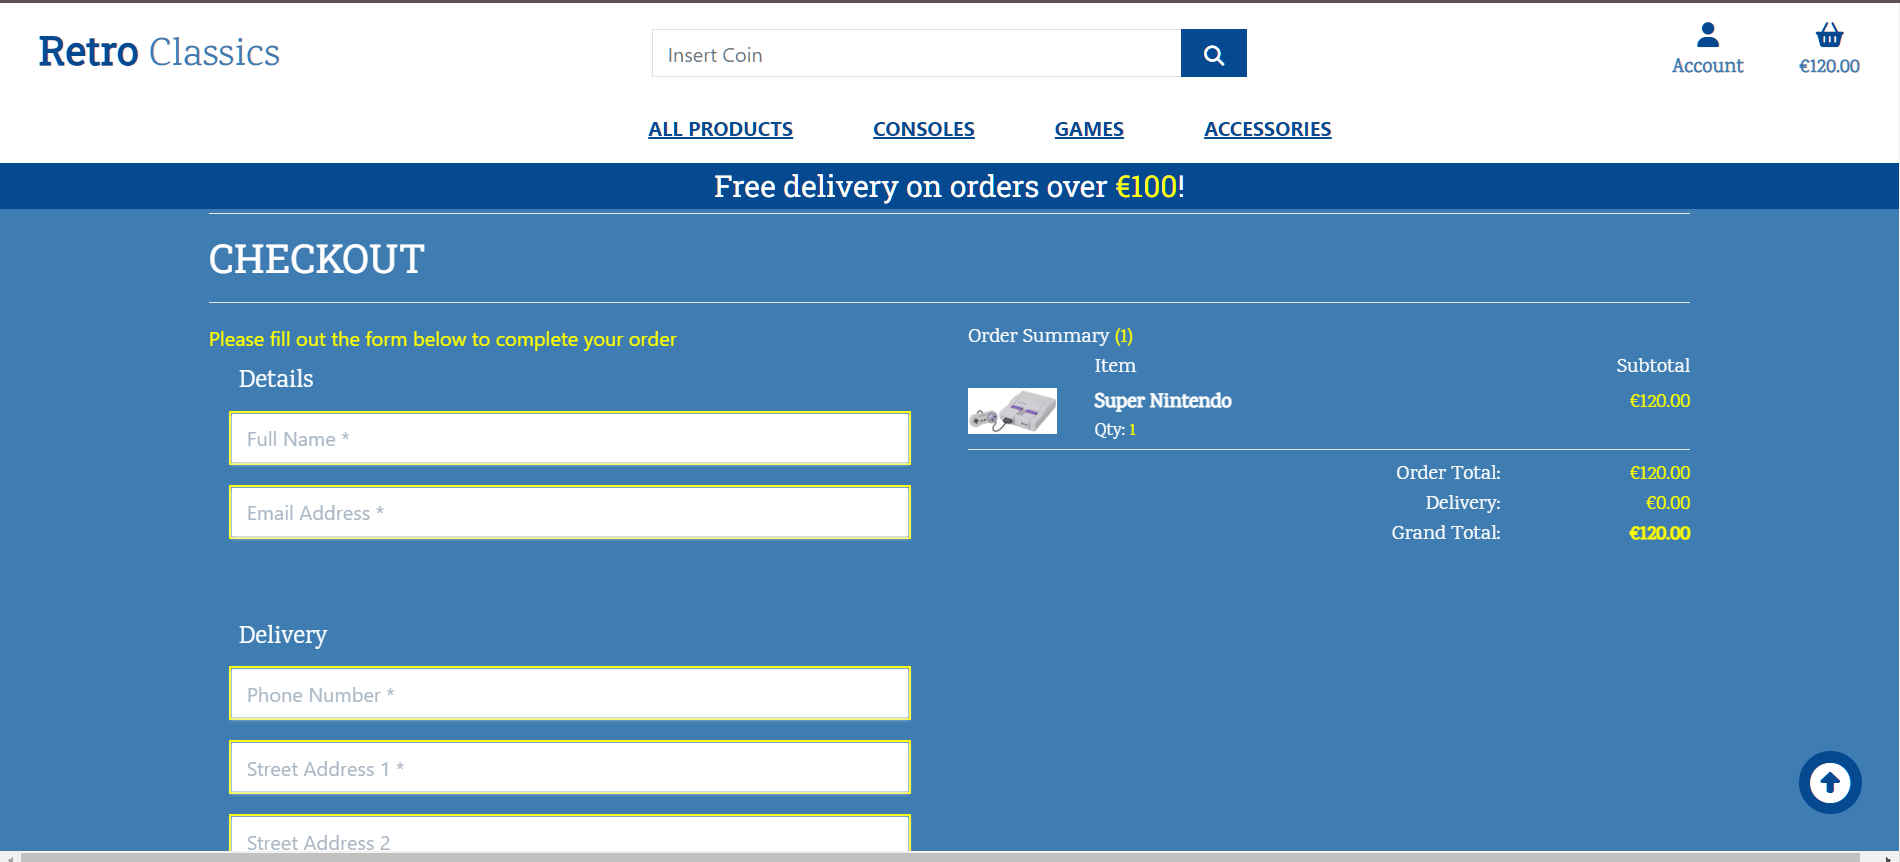 Retro Classics
Insert Coin
Account
€120.00
ALL PRODUCTS CONSOLES GAMES ACCESSORIES
Free delivery on orders over €100!
CHECKOUT
Please fill out the form below to complete your order
Details
Full Name *
Email Address *
Delivery
Phone Number *
Street Address 1 *
Street Address 2
Order Summary (1)
Item Subtotal
Super Nintendo €120.00
Qty: 1
Order Total: €120.00
Delivery: €0.00
Grand Total: €120.00